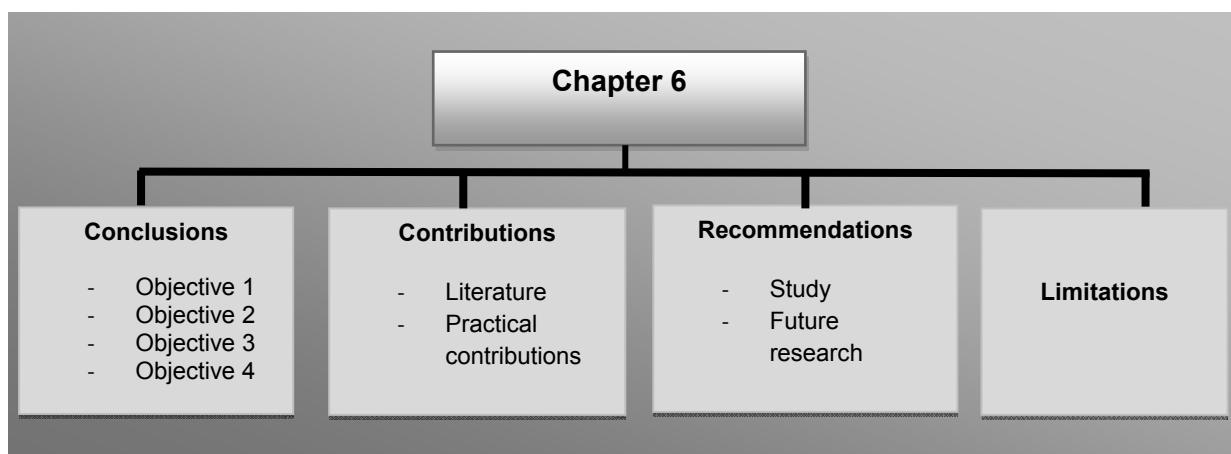 Chapter 6
Conclusions
- Objective 1
- Objective 2
- Objective 3
- Objective 4
Contributions
- Literature
- Practical
contributions
Recommendations
- Study
- Future
research
Limitations